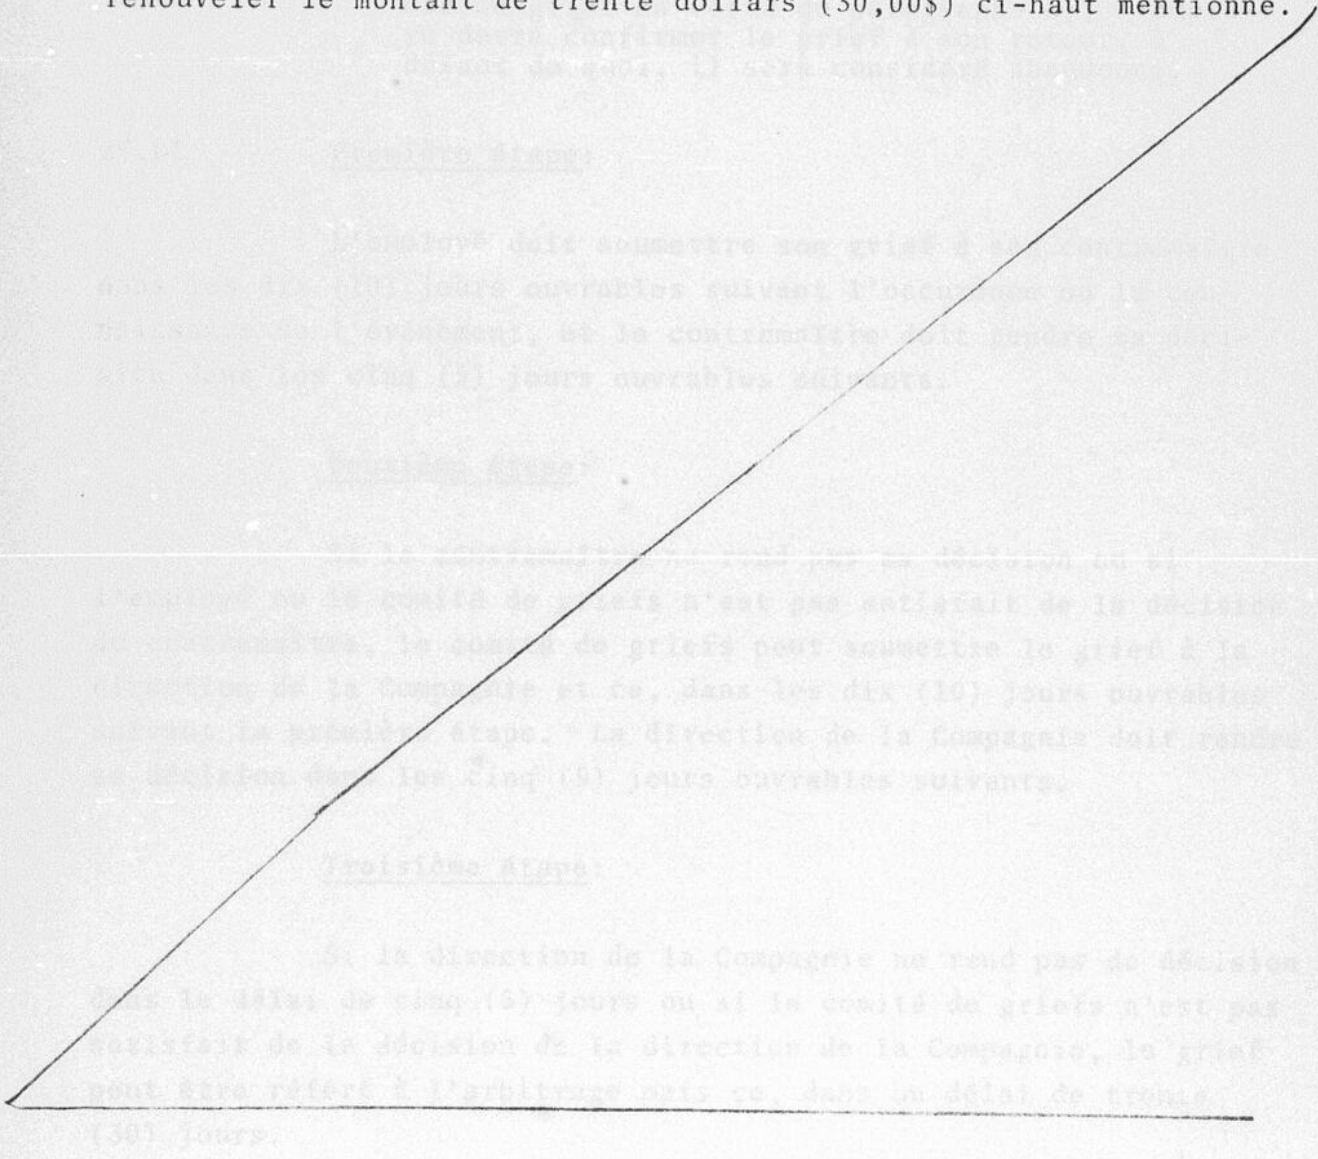 renouveler le montant de trente dollars (30,00$) ci-haut mentionné.
devra confirmer le grief à son retour,
défaut de quoi, il sera considéré abandonné.
Première étape:
L'employé doit soumettre son grief à son contremaître
dans les dix (10) jours ouvrables suivant l'occurence ou la con-
naissance de l'événement, et le contremaître doit rendre sa déci-
sion dans les cinq (5) jours ouvrables suivants.
Deuxième étape:
Si le contremaître ne rend pas sa décision ou si
l'employé ou le comité de griefs n'est pas satisfait de la décision
du contremaître, le comité de griefs peut soumettre le grief à la
direction de la Compagnie et ce, dans les dix (10) jours ouvrables
suivant la première étape. La direction de la Compagnie doit rendre
sa décision dans les cinq (5) jours ouvrables suivants.
Troisième étape:
Si la direction de la Compagnie ne rend pas de décision
dans le délai de cinq (5) jours ou si le comité de griefs n'est pas
satisfait de la décision de la direction de la Compagnie, le grief
peut être référé à l'arbitrage mais ce, dans un délai de trente
(30) jours.